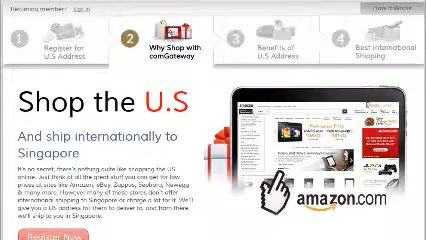 Returning member? Sign in
How it Works
1 Register for
U.S Address
2 Why Shop with
comGateway
3 Benefits of
U.S Address
4 Best International
Shipping
Shop the U.S
And ship internationally to
Singapore
It's no secret, there's nothing quite like shopping the US
online. Just think of all the great stuff you can get for low
prices at sites like Amazon, eBay, Zappos, Sephora, Newegg
& many more. However many of these stores don't offer
international shipping to Singapore or charge a lot for it. We'll
give you a US address for them to deliver to, and from there
we'll ship to you in Singapore.
Register Now
amazon.com